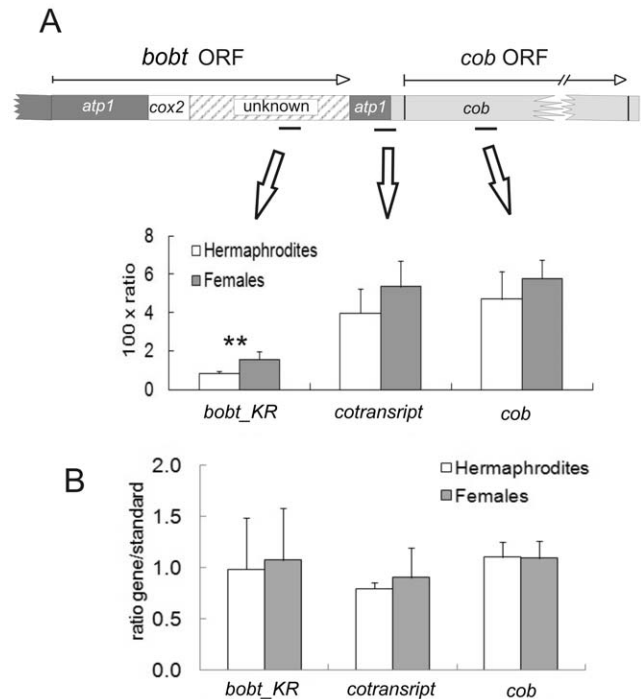 A
bobt ORF cob ORF
atp1 cox2 unknown atp1 cob
8
6
4
2
0
100 x ratio
Hermaphrodites
Females
**
bobt_KR cotransript cob
B
2.0
1.5
1.0
0.5
0.0
ratio gene/standard
Hermaphrodites
Females
bobt_KR cotransript cob